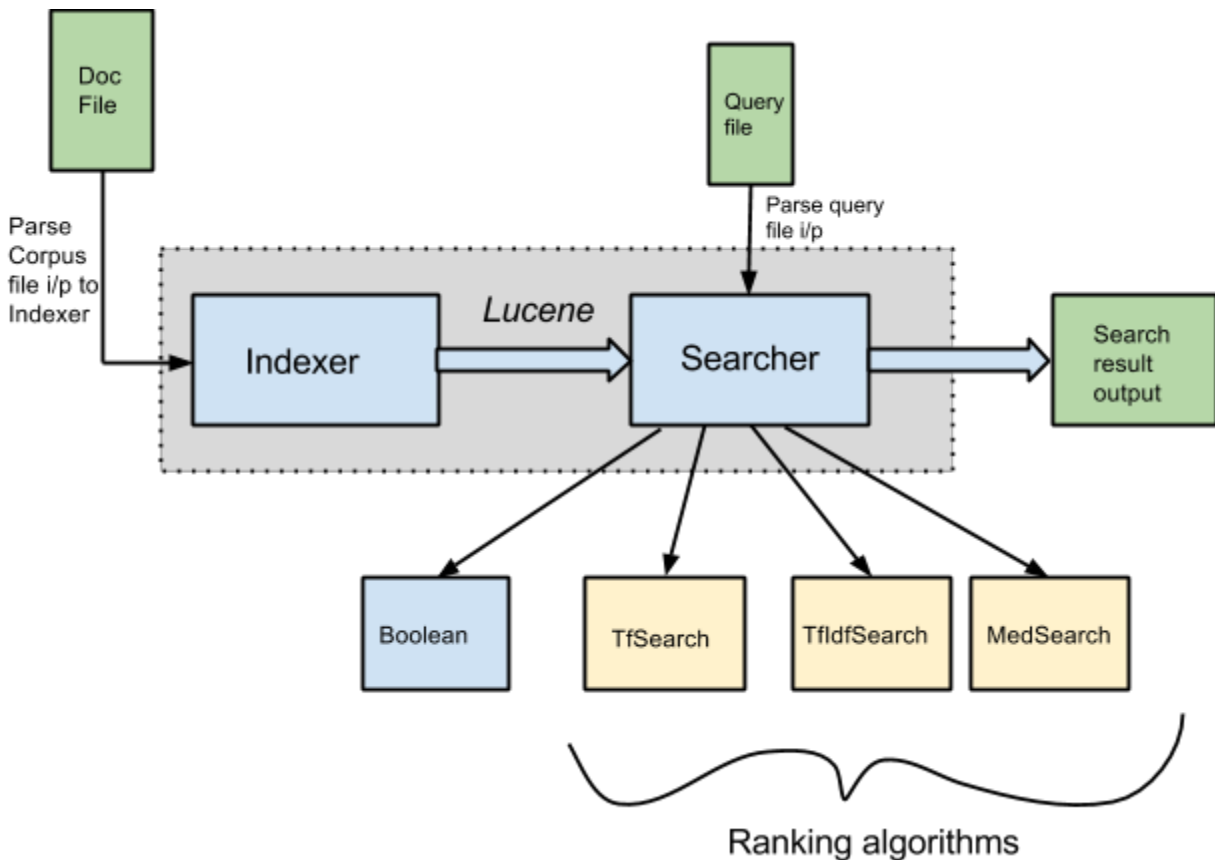 Doc
File
Query
file
Parse
Corpus
file i/p to
Indexer
Parse query
file i/p
Lucene
Indexer
Searcher
Search
result
output
Boolean
TfSearch
TfIdfSearch
MedSearch
Ranking algorithms